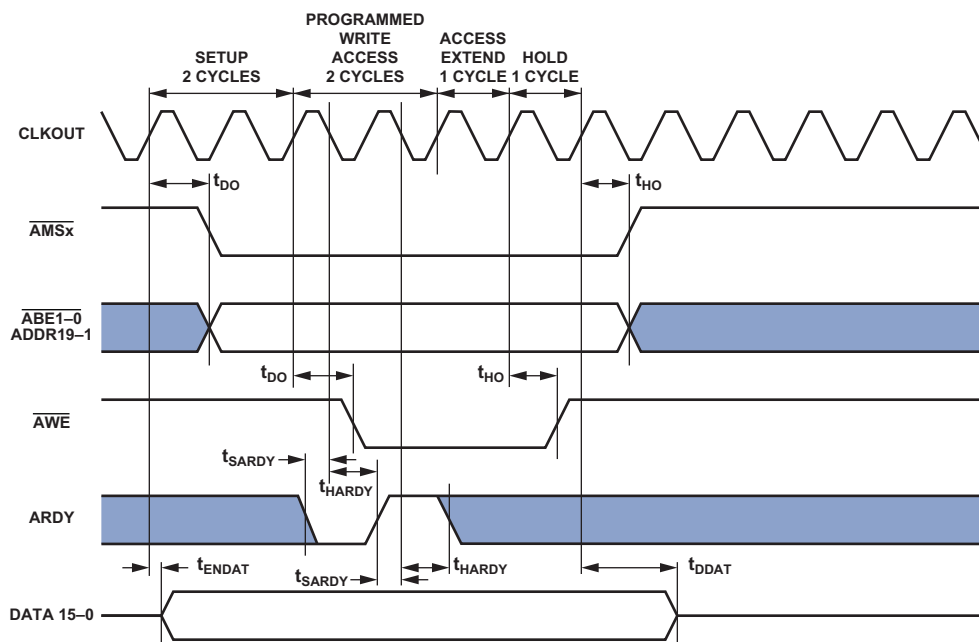 PROGRAMMED
WRITE
ACCESS
2 CYCLES
SETUP
2 CYCLES
ACCESS
EXTEND
1 CYCLE
HOLD
1 CYCLE
CLKOUT
tDO
tHO
AMSx
ABE1–0
ADDR19–1
tDO
tHO
AWE
tSARDY
tHARDY
ARDY
tENDAT
tSARDY
tHARDY
tDDAT
DATA 15–0